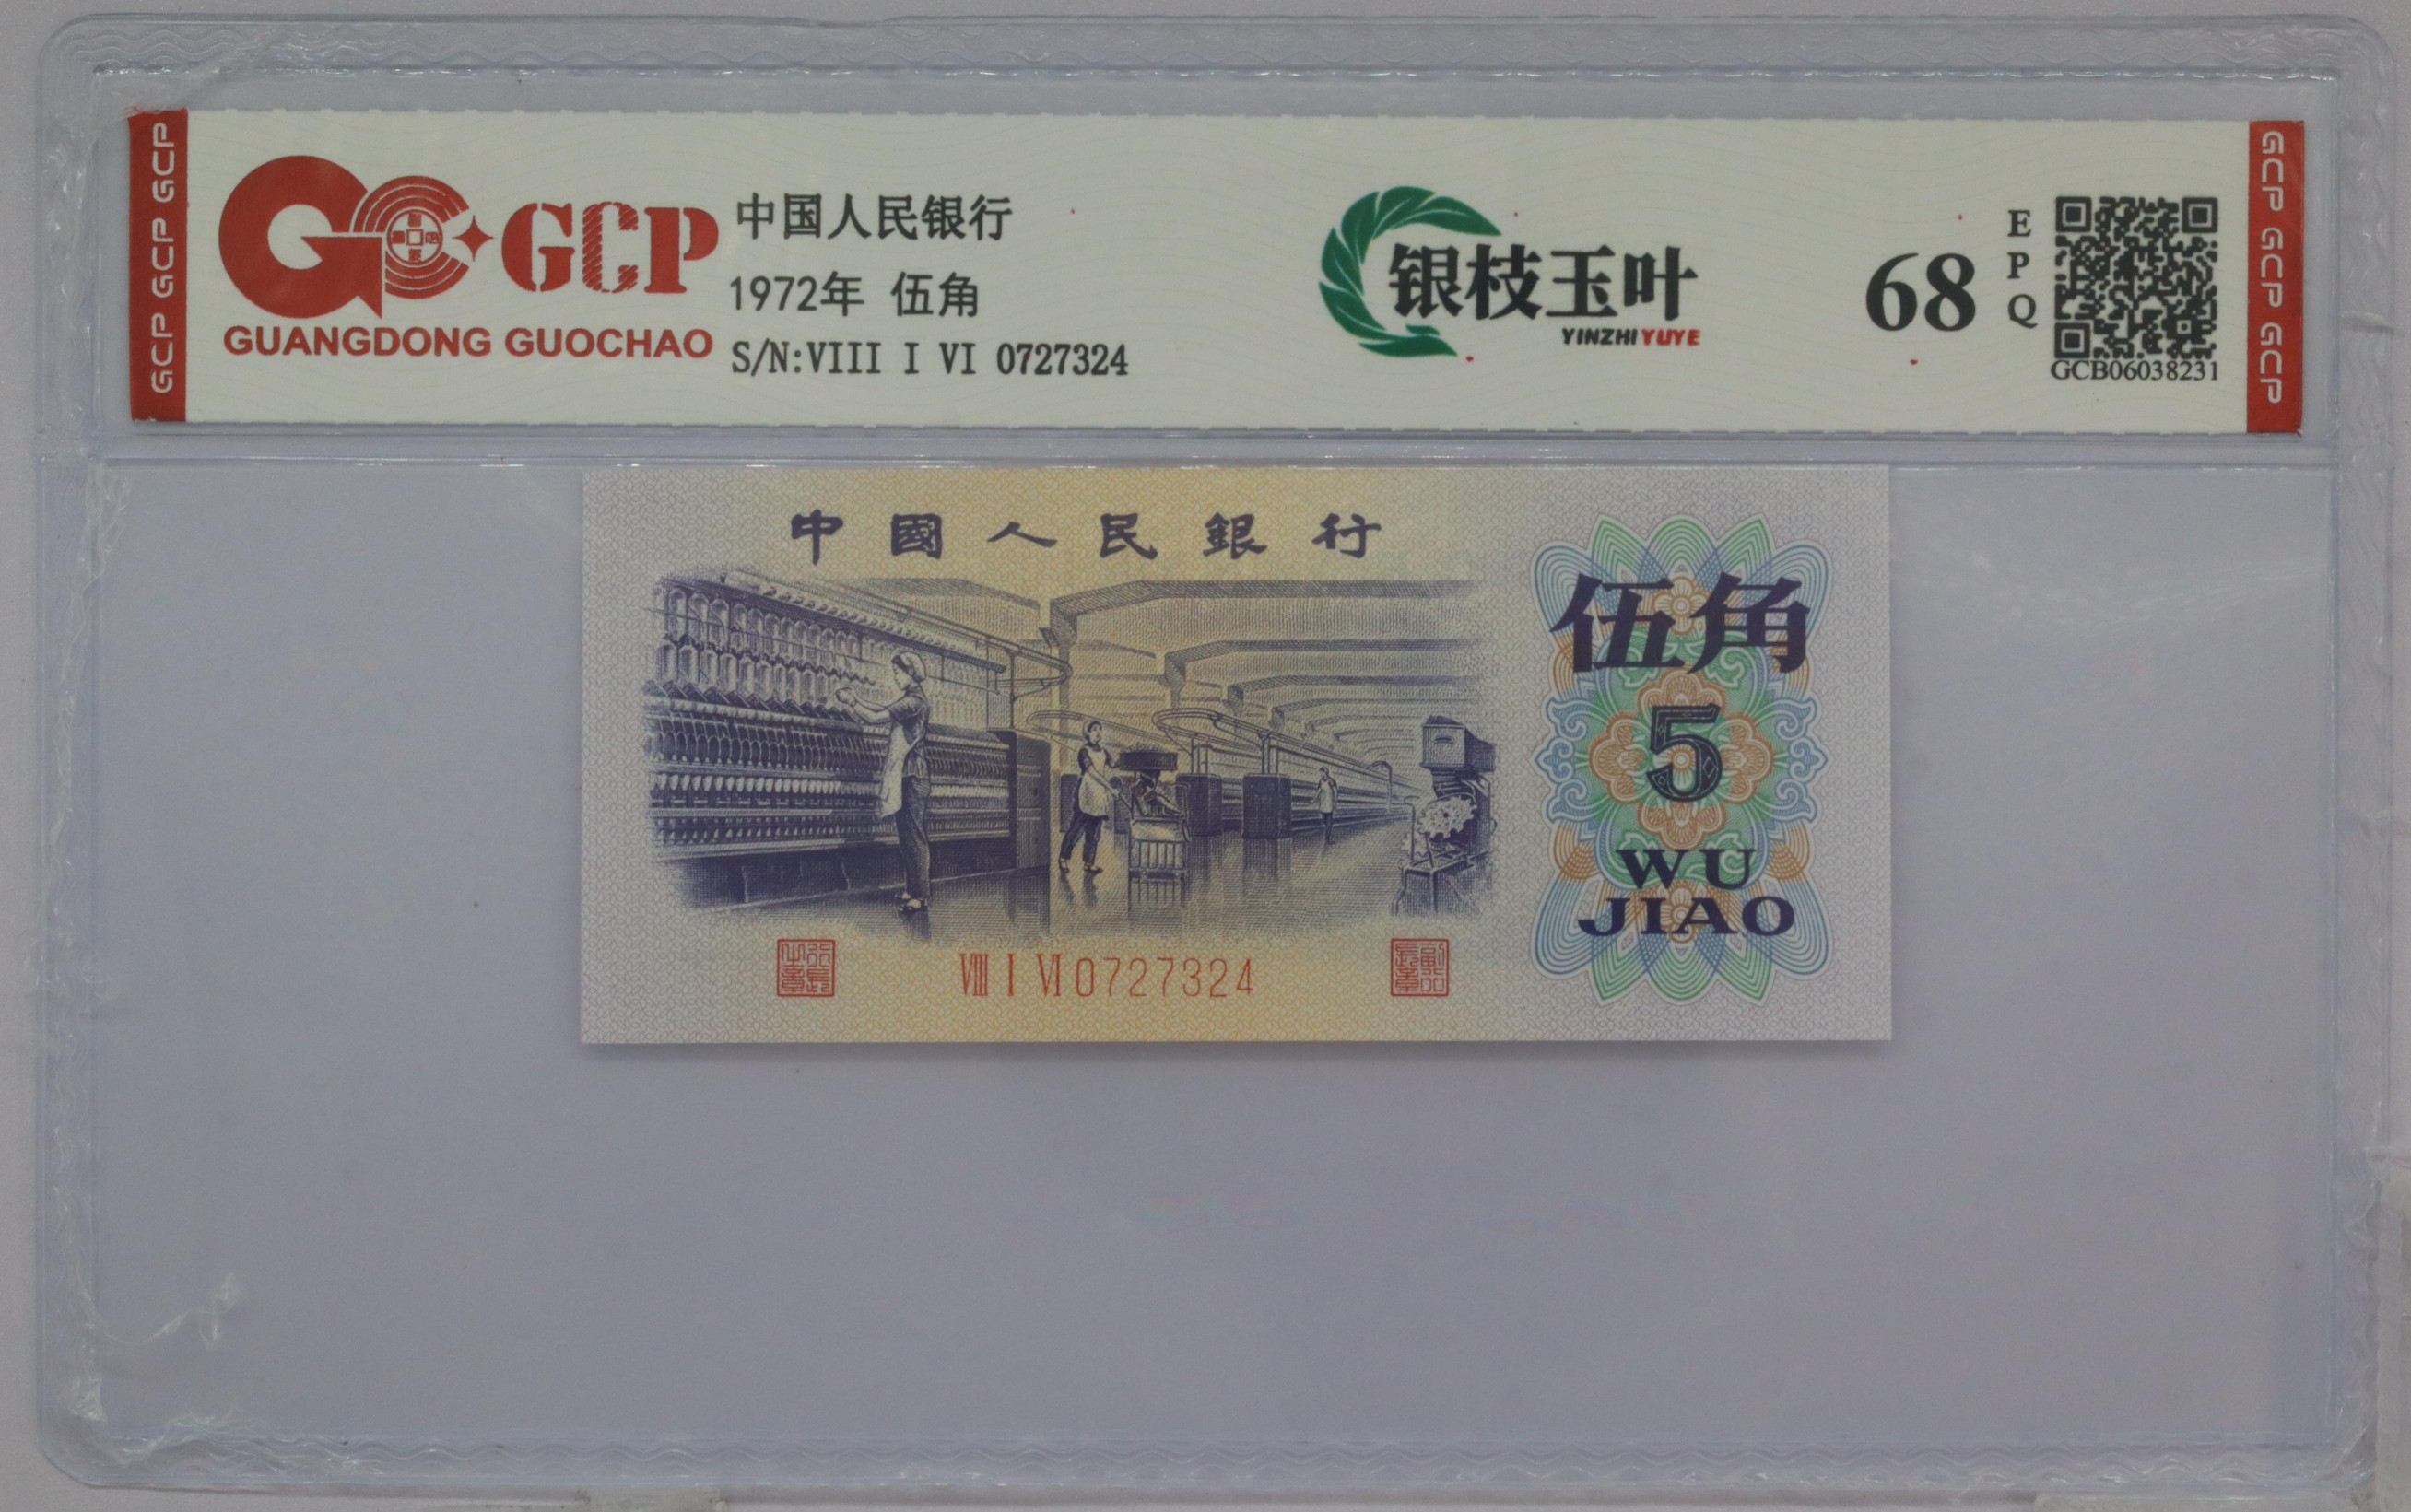 GCP GCP GCP
GCP
GUANGDONG GUOCHAO
中国人民银行
1972年 伍角
S/N:VIII I VI 0727324
银枝玉叶
YINZHIYUYE
68
EPQ
GCB06038231
GCP GCP GCP
中國人民銀行
伍角
5
WU
JIAO
VIII I VI 0727324